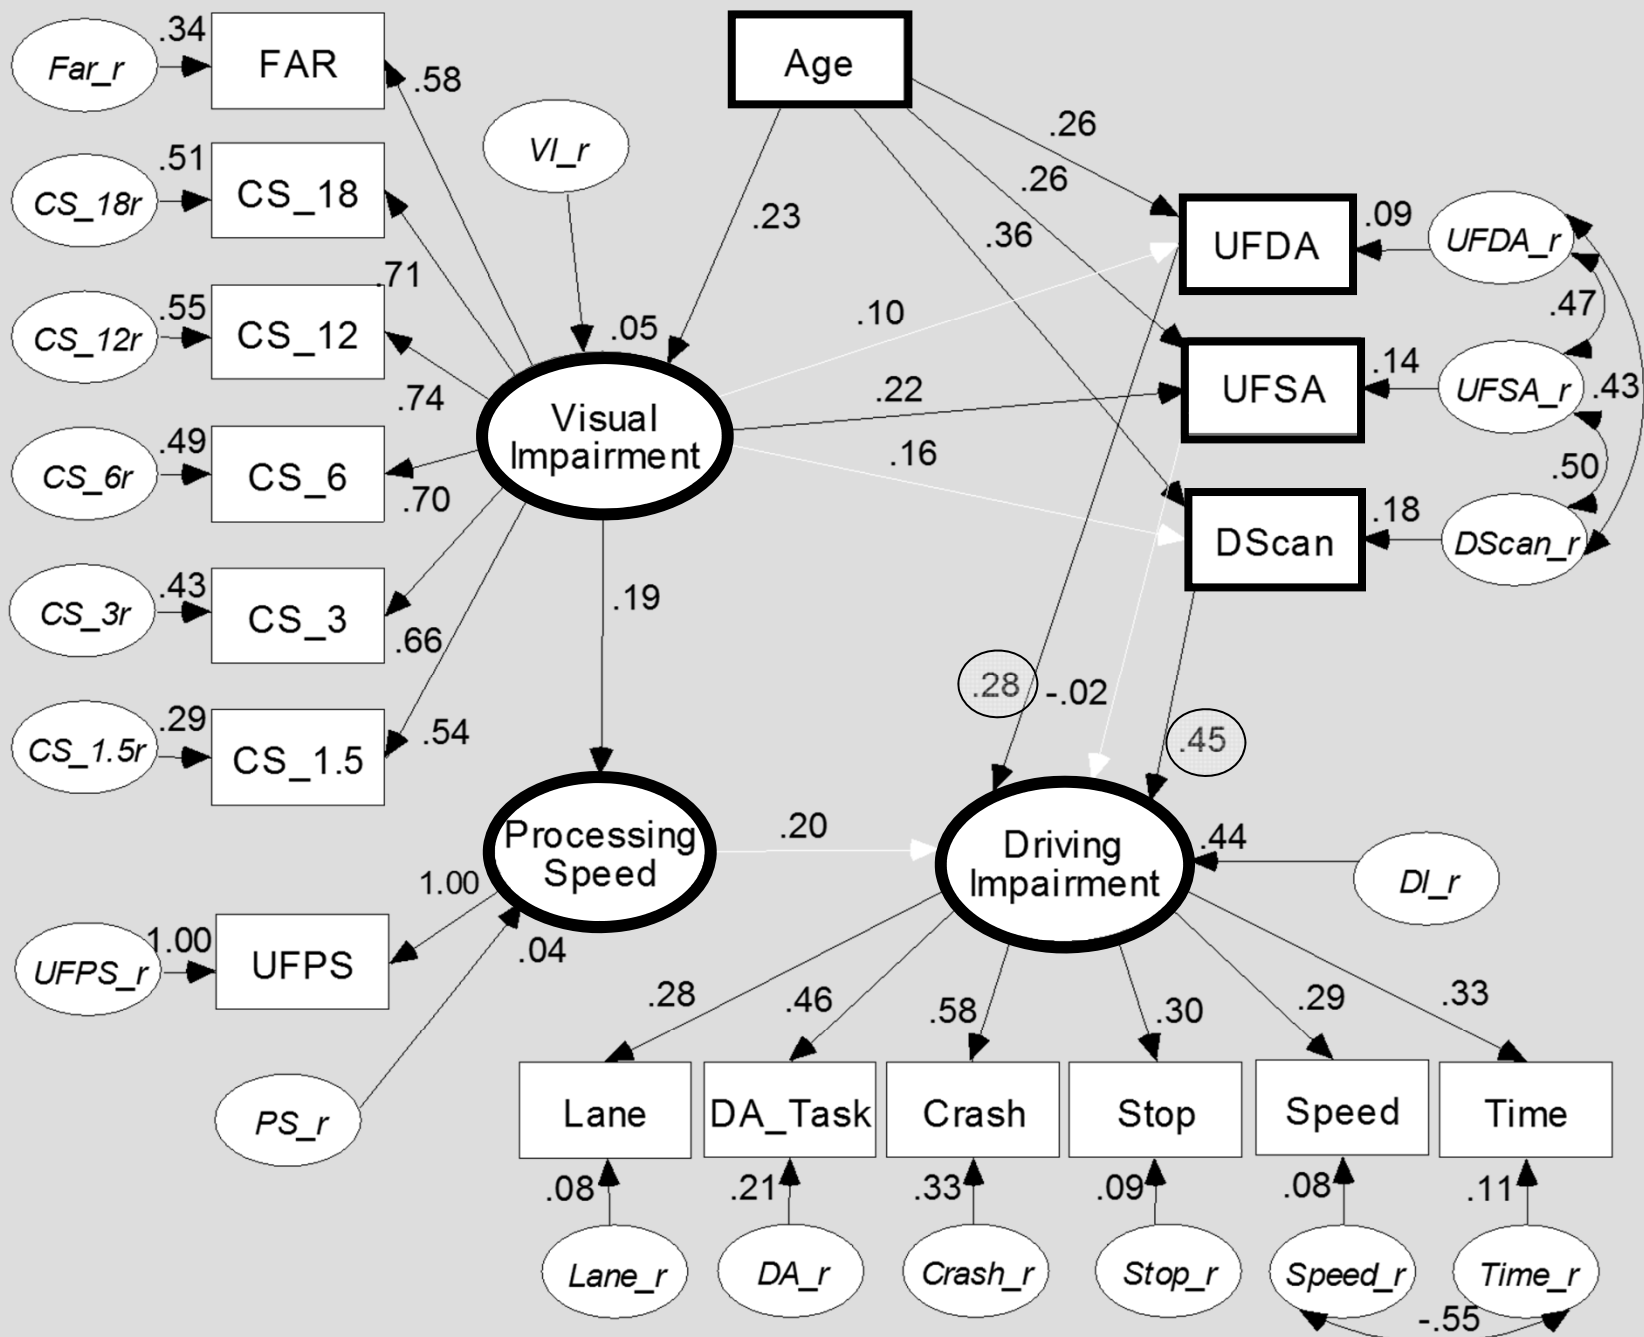 .34
Far_r
FAR
.58
Age
VI_r
.26
.51
CS_18r
CS_18
.26
.23
.36
.09
UFDA
UFDA_r
.71
.55
CS_12r
CS_12
.05
.10
.47
.14
UFSA
UFSA_r
.43
.74
.22
Visual
Impairment
.49
CS_6r
CS_6
.70
.16
.50
.18
DScan
DScan_r
.43
CS_3r
CS_3
.66
.19
.28
-.02
.45
.29
CS_1.5r
CS_1.5
.54
Processing
Speed
.20
Driving
Impairment
.44
DI_r
1.00
1.00
UFPS_r
UFPS
.04
PS_r
.28
.46
.58
.30
.29
.33
Lane
DA_Task
Crash
Stop
Speed
Time
.08
.21
.33
.09
.08
.11
Lane_r
DA_r
Crash_r
Stop_r
Speed_r
Time_r
-.55